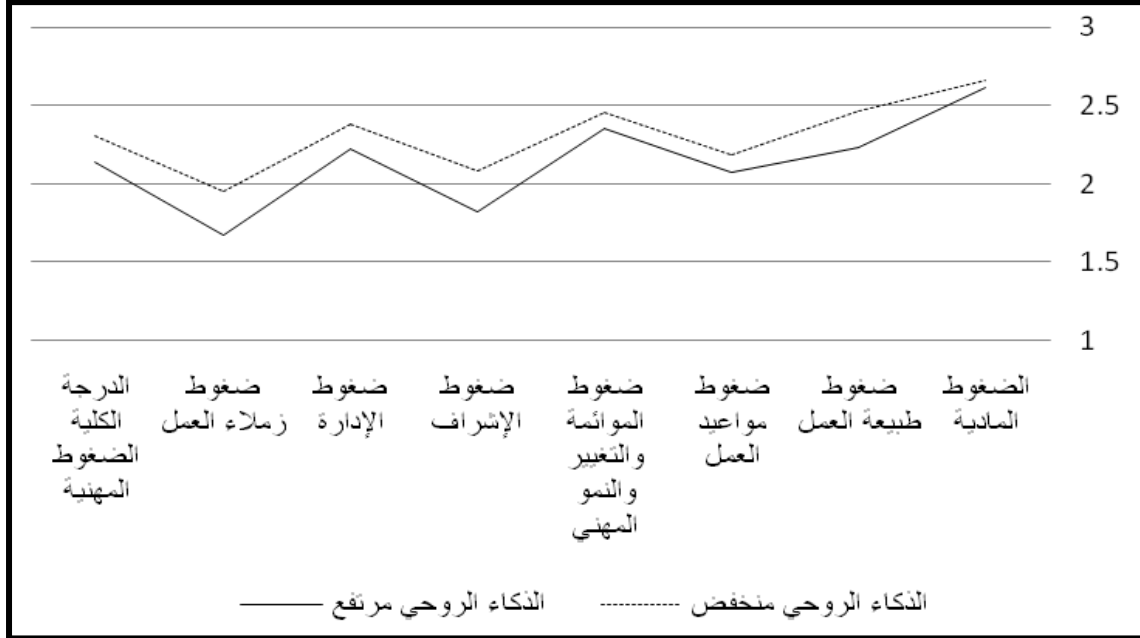 3
2.5
2
1.5
1
الضغوط
المادية
ضغوط
طبيعة العمل
ضغوط
مواعيد
العمل
ضغوط
الموائمة
والتغيير
والنمو
المهني
ضغوط
الإشراف
ضغوط
الإدارة
ضغوط
زملاء العمل
الدرجة
الكلية
الضغوط
المهنية
الذكاء الروحي منخفض
الذكاء الروحي مرتفع